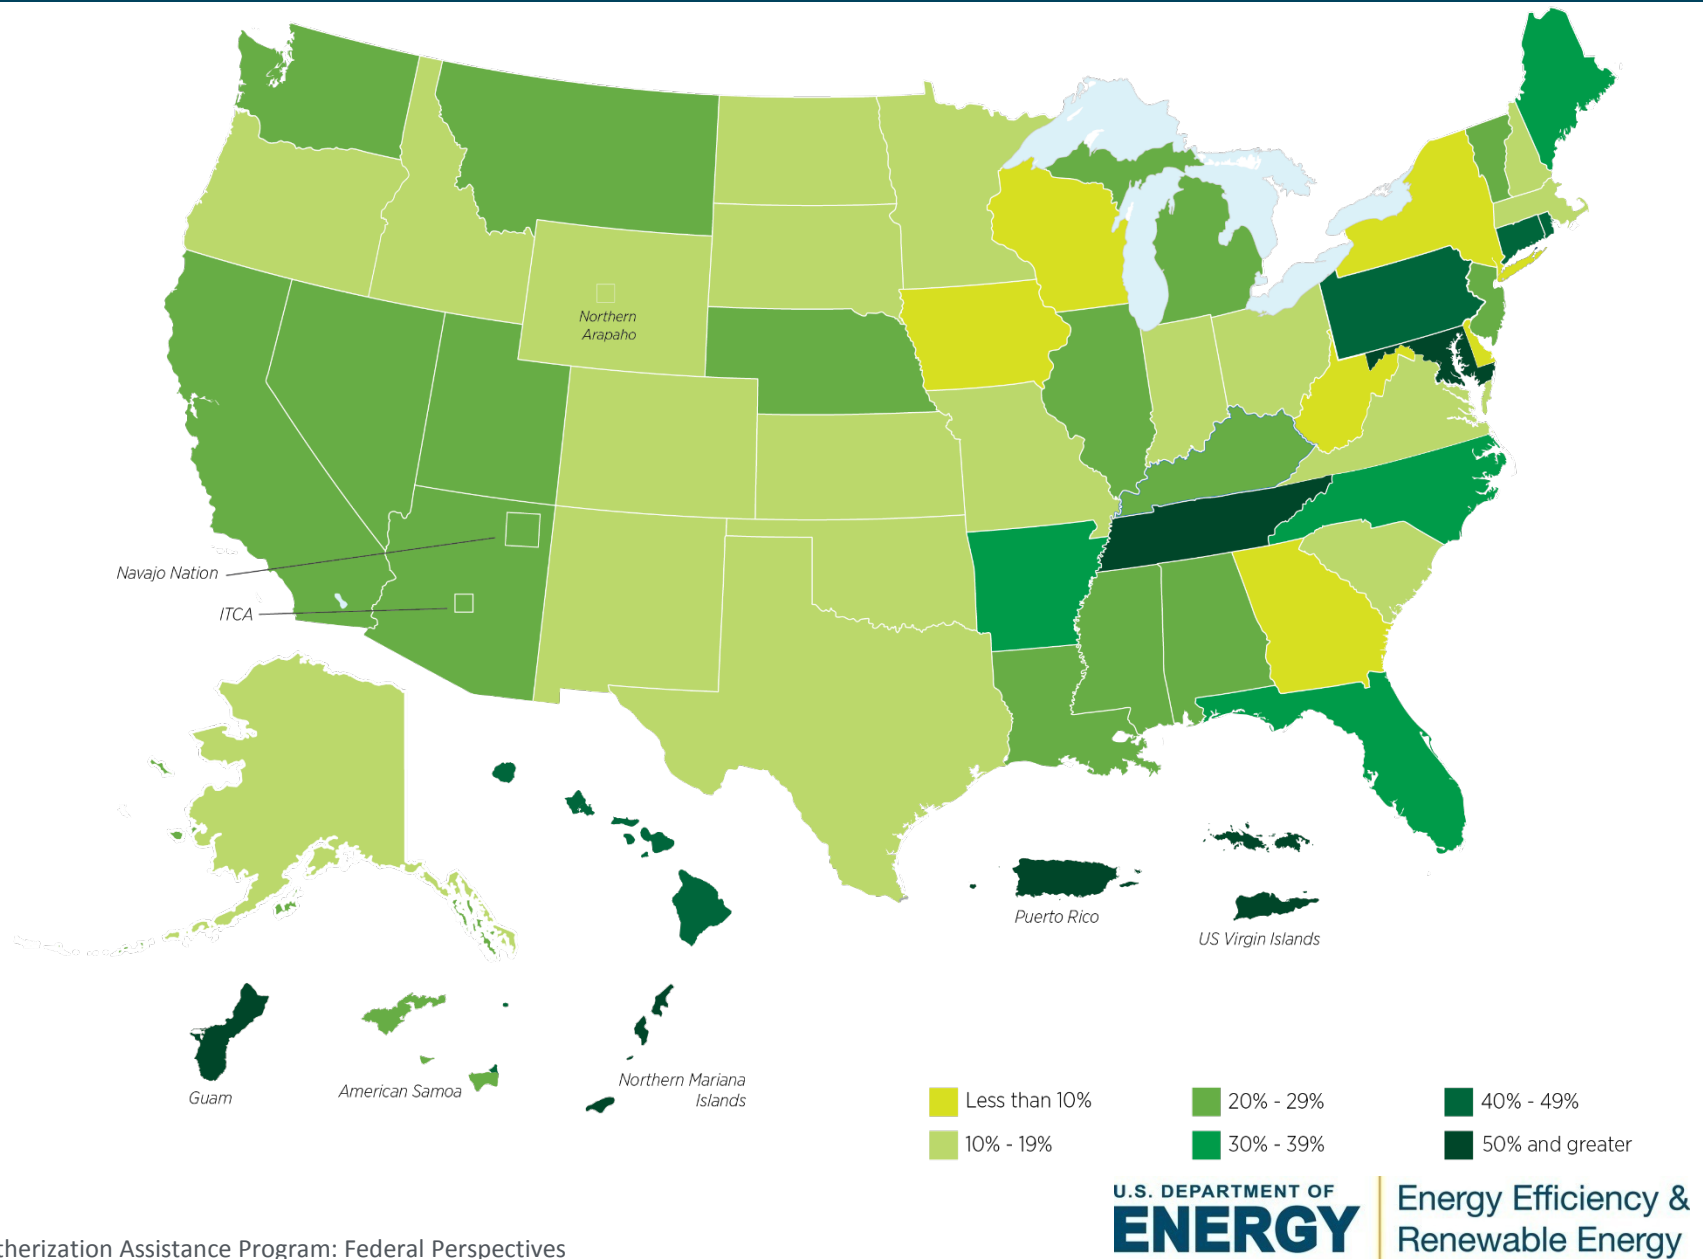 Northern
Arapaho
Navajo Nation
ITCA
Puerto Rico
US Virgin Islands
Guam
American Samoa
Northern Mariana
Islands
Less than 10%
10% - 19%
20% - 29%
30% - 39%
40% - 49%
50% and greater
U.S. DEPARTMENT OF
ENERGY
Energy Efficiency &
Renewable Energy
therization Assistance Program: Federal Perspectives